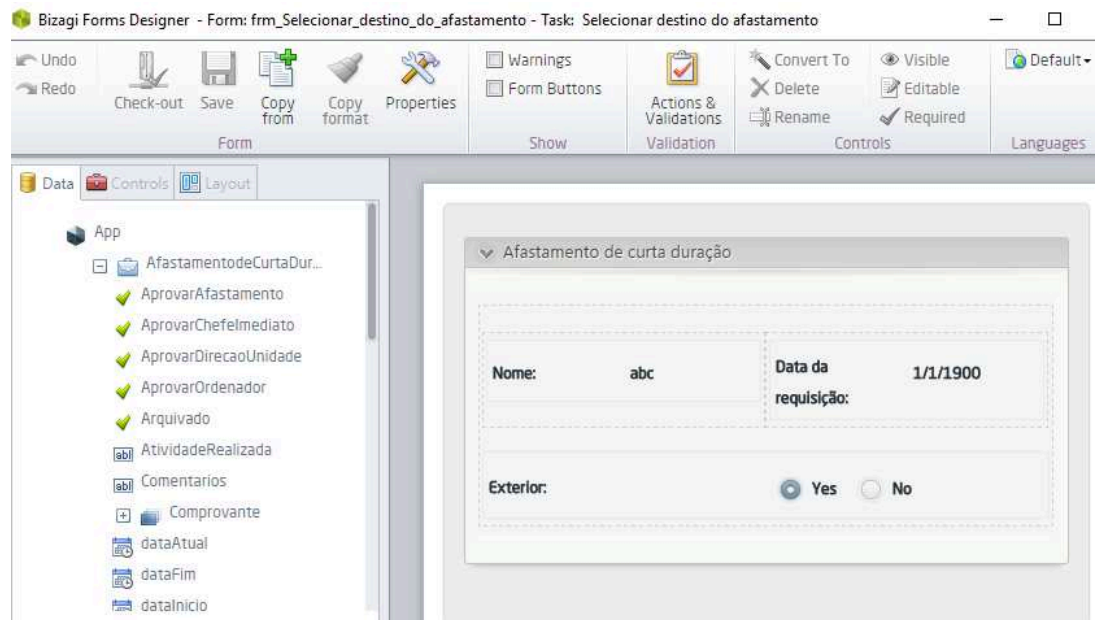 Bizagi Forms Designer - Form: frm_Selecionar_destino_do_afastamento - Task: Selecionar destino do afastamento
Undo
Redo
Check-out
Save
Copy from
Copy format
Properties
Form
Warnings
Form Buttons
Show
Actions & Validations
Validation
Convert To
Delete
Rename
Visible
Editable
Required
Controls
Default
Languages
Data
Controls
Layout
App
AfastamentodeCurtaDur...
AprovarAfastamento
AprovarChefeImediato
AprovarDirecaoUnidade
AprovarOrdenador
Arquivado
abl AtividadeRealizada
abl Comentarios
Comprovante
dataAtual
dataFim
dataInicio
Afastamento de curta duração
Nome: abc
Data da requisição: 1/1/1900
Exterior: Yes No